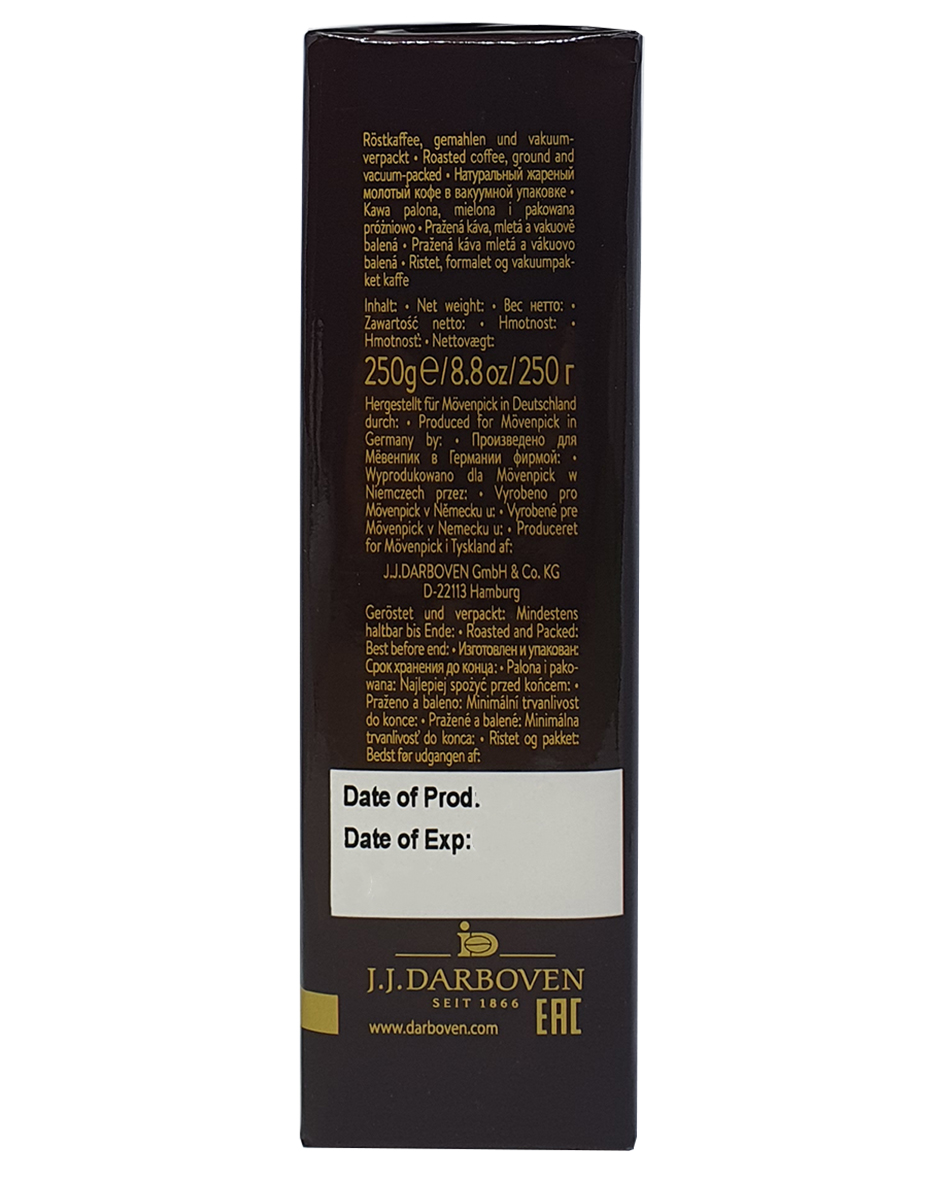 Röstkaffee, gemahlen und vakuum-
verpackt • Roasted coffee, ground and
vacuum-packed • Натуральный жареный
молотый кофе в вакуумной упаковке •
Kawa palona, mielona i pakowana
próżniowo • Pražená káva, mletá a vakuově
balená • Pražená káva mletá a vákuovo
balená • Ristet, formalet og vakuumpak-
ket kaffe
Inhalt: • Net weight: • Вес нетто: •
Zawartość netto: • Hmotnost: •
Hmotnosť: • Nettovægt:
250g℮/8.8oz/250 г
Hergestellt für Mövenpick in Deutschland
durch: • Produced for Mövenpick in
Germany by: • Произведено для
Мёвенпик в Германии фирмой: •
Wyprodukowano dla Mövenpick w
Niemczech przez: • Vyrobeno pro
Mövenpick v Německu u: • Vyrobené pre
Mövenpick v Nemecku u: • Produceret
for Mövenpick i Tyskland af:
J.J.DARBOVEN GmbH & Co. KG
D-22113 Hamburg
Geröstet und verpackt: Mindestens
haltbar bis Ende: • Roasted and Packed:
Best before end: • Изготовлен и упакован:
Срок хранения до конца: • Palona i pako-
wana: Najlepiej spożyć przed końcem: •
Praženo a baleno: Minimální trvanlivost
do konce: • Pražené a balené: Minimálna
trvanlivosť do konca: • Ristet og pakket:
Bedst før udgangen af:
Date of Prod.
Date of Exp:
J.J.DARBOVEN
SEIT 1866
www.darboven.com EAC